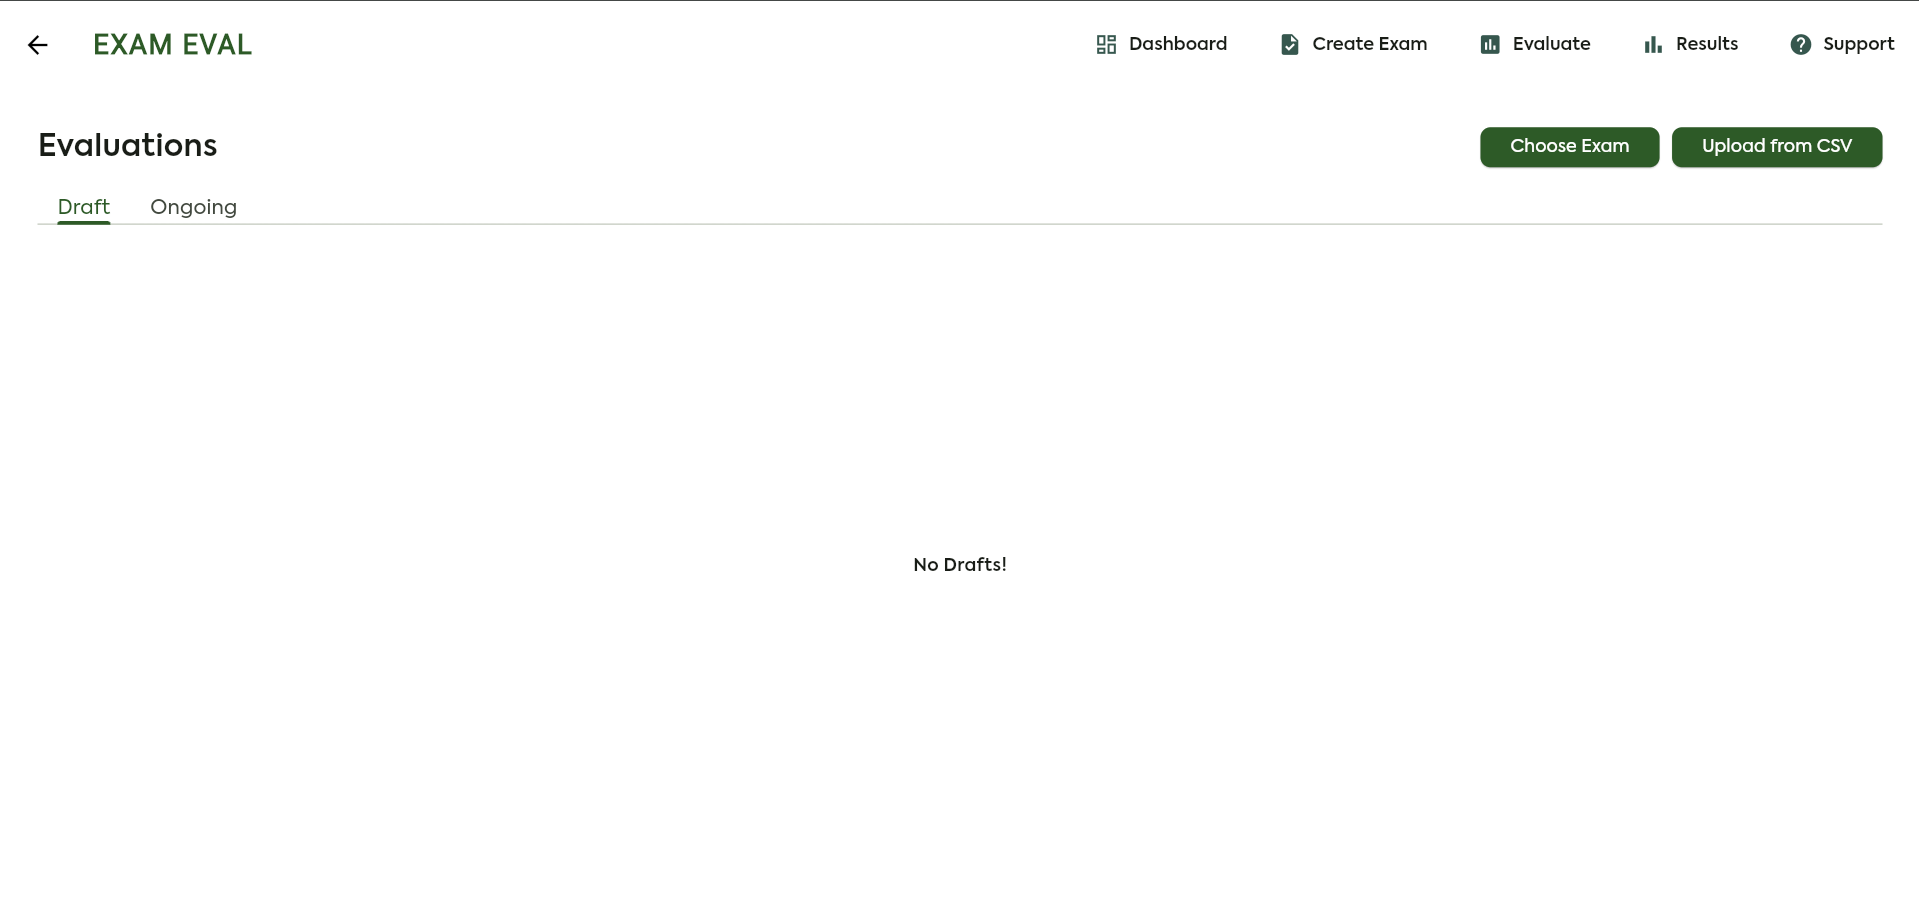 EXAM EVAL
Dashboard
Create Exam
Evaluate
Results
Support
Evaluations
Choose Exam
Upload from CSV
Draft
Ongoing
No Drafts!